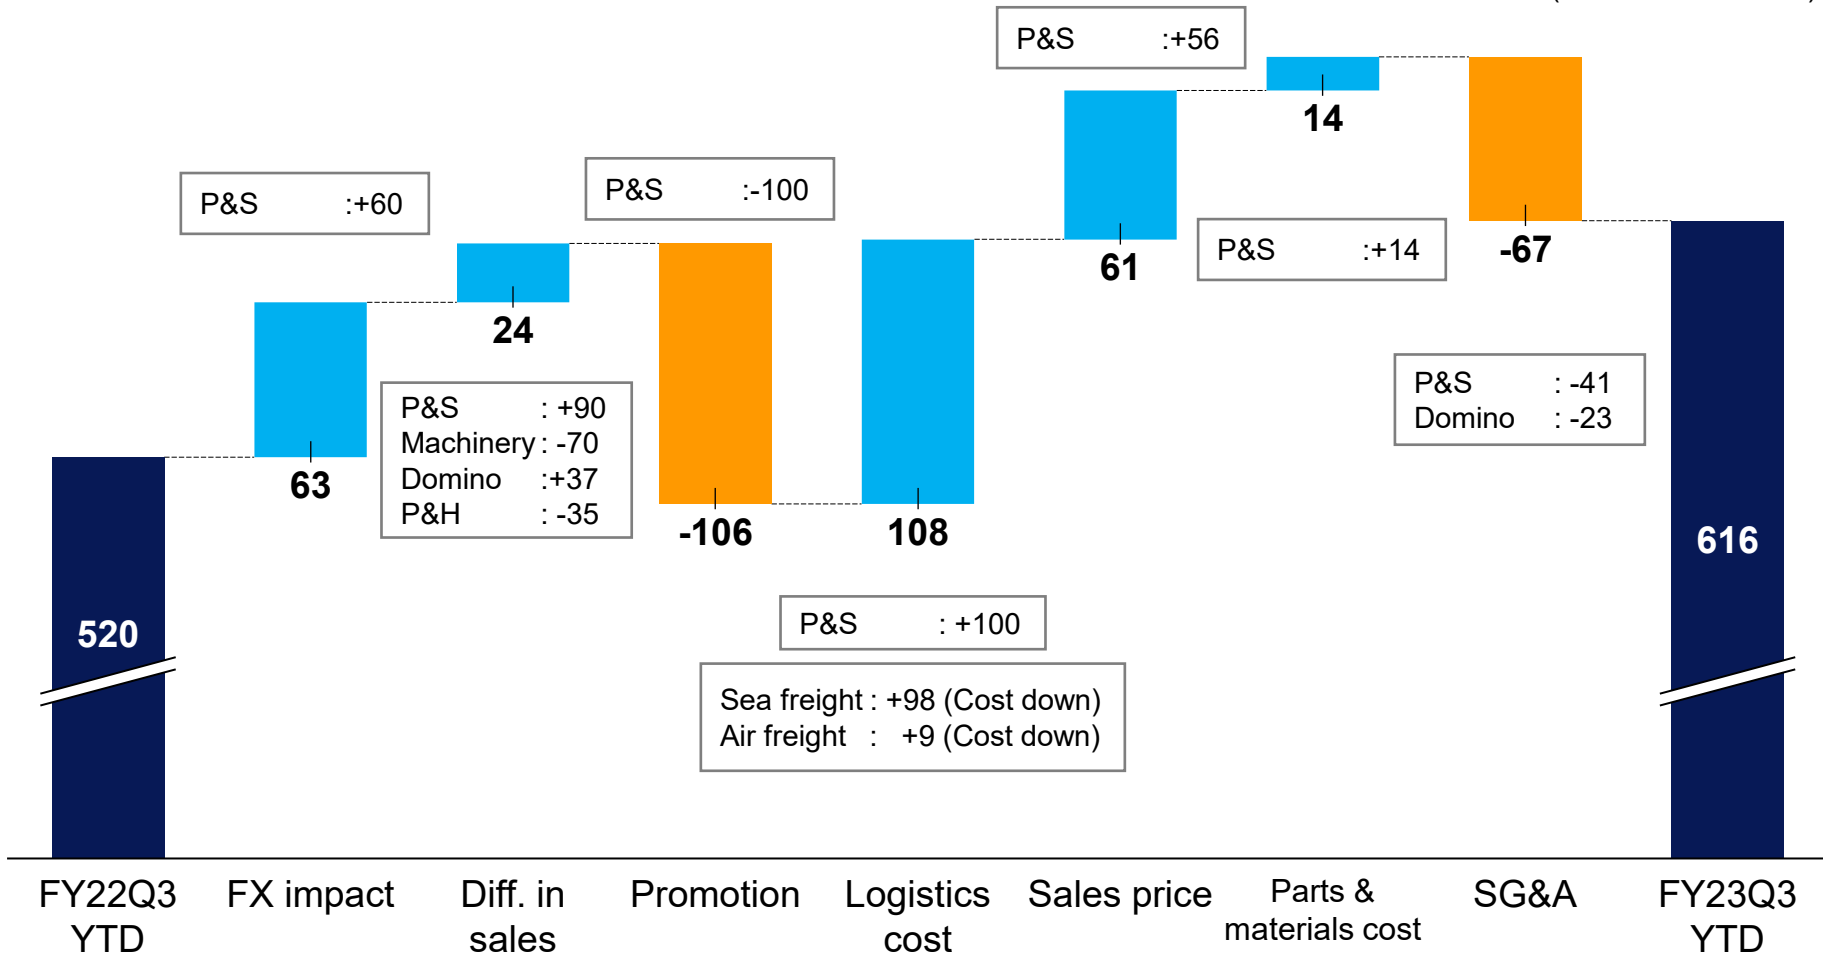 P&S :+56
14
P&S :-100
P&S :+60
P&S :+14
-67
61
24
P&S : -41
Domino : -23
P&S : +90
Machinery : -70
Domino :+37
P&H : -35
63
-106
108
616
520
P&S : +100
Sea freight : +98 (Cost down)
Air freight : +9 (Cost down)
FY22Q3
YTD
FX impact
Diff. in
sales
Promotion
Logistics
cost
Sales price
Parts &
materials cost
SG&A
FY23Q3
YTD